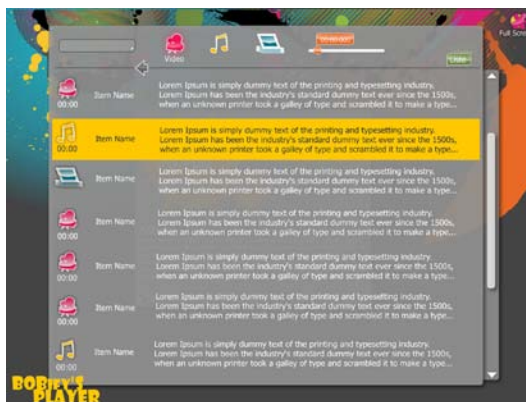 Full Scre
Video
00:00
Item Name
Lorem Ipsum is simply dummy text of the printing and typesetting industry.
Lorem Ipsum has been the industry's standard dummy text ever since the 1500s,
when an unknown printer took a galley of type and scrambled it to make a type...
00:00
Item Name
Lorem Ipsum is simply dummy text of the printing and typesetting industry.
Lorem Ipsum has been the industry's standard dummy text ever since the 1500s,
when an unknown printer took a galley of type and scrambled it to make a type...
Item Name
Lorem Ipsum is simply dummy text of the printing and typesetting industry.
Lorem Ipsum has been the industry's standard dummy text ever since the 1500s,
when an unknown printer took a galley of type and scrambled it to make a type...
00:00
Item Name
Lorem Ipsum is simply dummy text of the printing and typesetting industry.
Lorem Ipsum has been the industry's standard dummy text ever since the 1500s,
when an unknown printer took a galley of type and scrambled it to make a type...
00:00
Item Name
Lorem Ipsum is simply dummy text of the printing and typesetting industry.
Lorem Ipsum has been the industry's standard dummy text ever since the 1500s,
when an unknown printer took a galley of type and scrambled it to make a type...
00:00
Item Name
Lorem Ipsum is simply dummy text of the printing and typesetting industry.
Lorem Ipsum has been the industry's standard dummy text ever since the 1500s,
when an unknown printer took a galley of type and scrambled it to make a type...
00:00
Item Name
Lorem Ipsum is simply dummy text of the printing and typesetting industry.
Lorem Ipsum has been the industry's standard dummy text ever since the 1500s,
when an unknown printer took a galley of type and scrambled it to make a type...
PLAYER